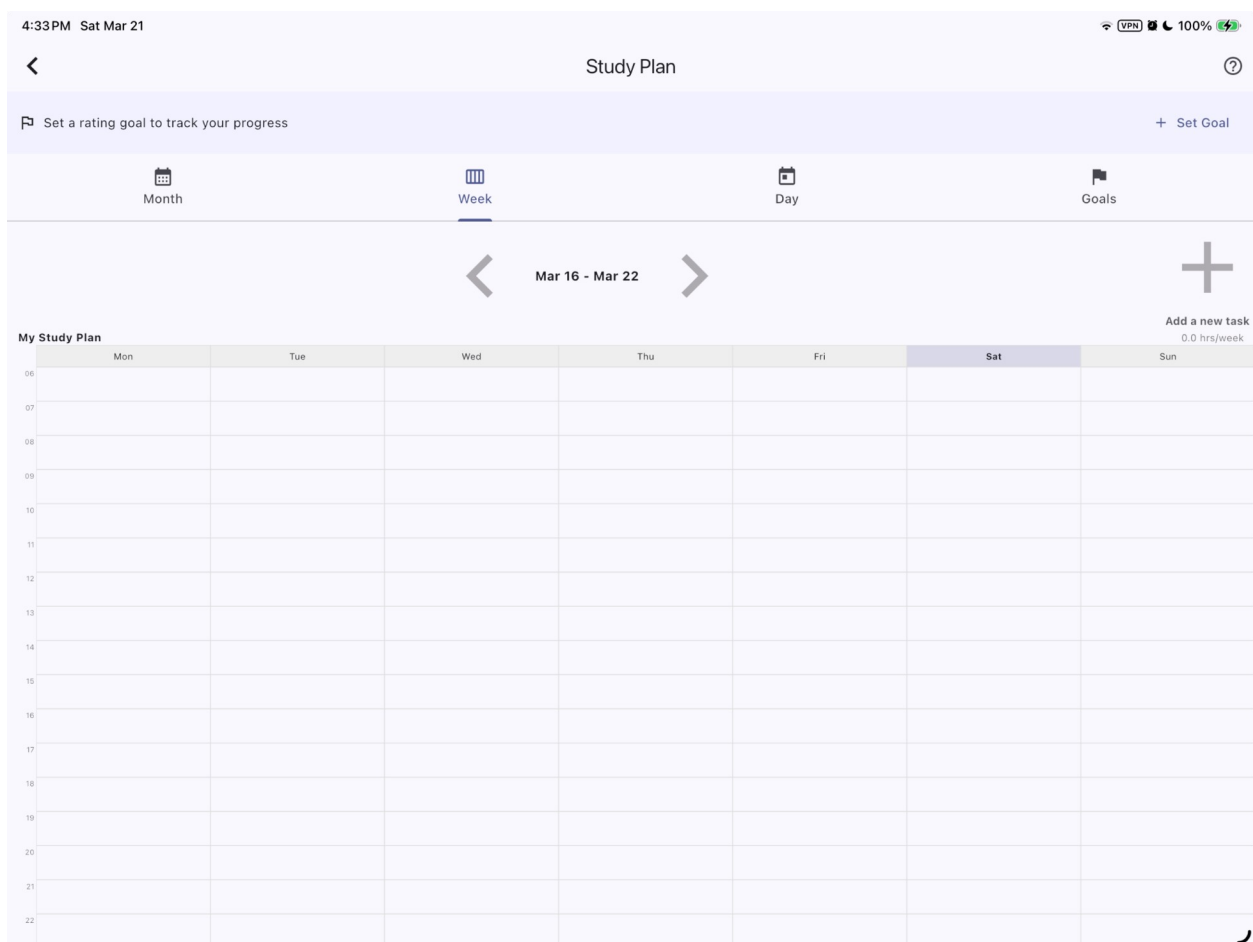 4:33 PM Sat Mar 21 VPN 100%
Study Plan
Set a rating goal to track your progress + Set Goal
Month Week Day Goals
Mar 16 - Mar 22
Add a new task
My Study Plan 0.0 hrs/week
Mon Tue Wed Thu Fri Sat Sun
06
07
08
09
10
11
12
13
14
15
16
17
18
19
20
21
22